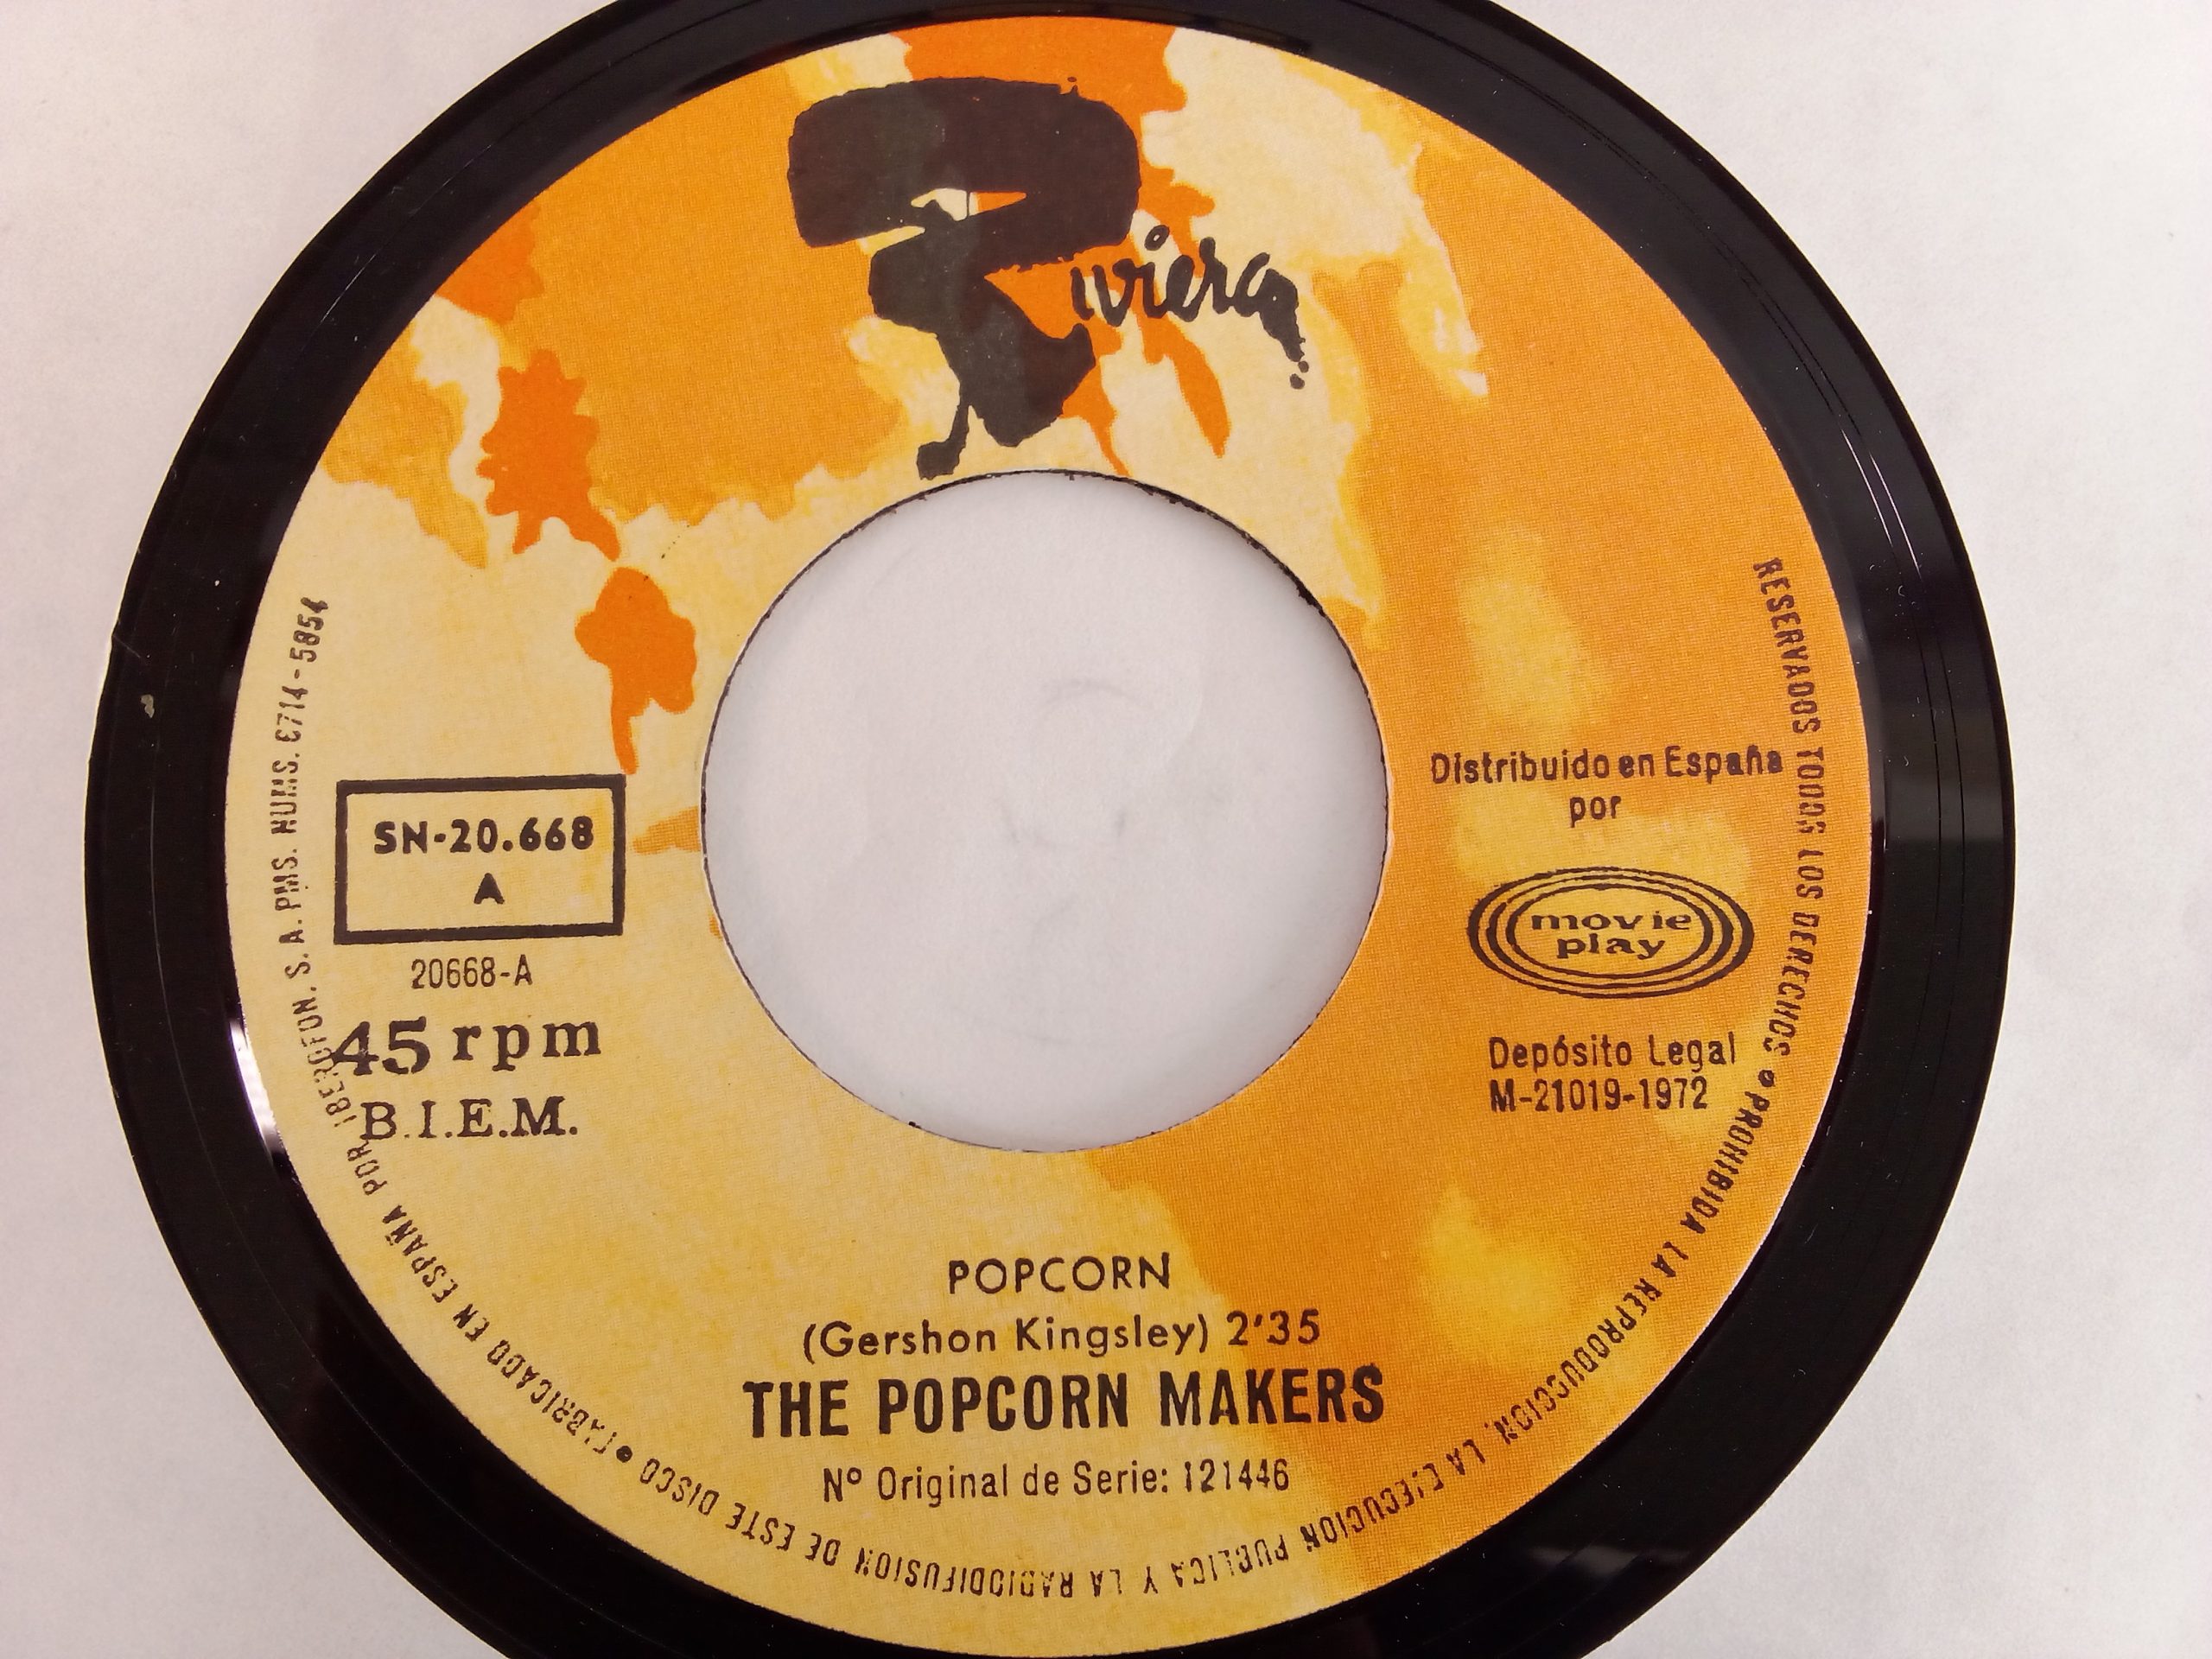 Riviera
SN-20.668
A
20668-A
45 rpm
B.I.E.M.
Distribuido en España
por
movie
play
Depósito Legal
M-21019-1972
POPCORN
(Gershon Kingsley) 2'35
THE POPCORN MAKERS
Nº Original de Serie: 121446
RESERVADOS TODOS LOS DERECHOS • PROHIBIDA LA REPRODUCCION, LA EJECUCION PUBLICA Y LA RADIODIFUSION DE ESTE DISCO • FABRICADO EN ESPAÑA POR IBEROFON, S. A. PMS. NUMS. E714-5854